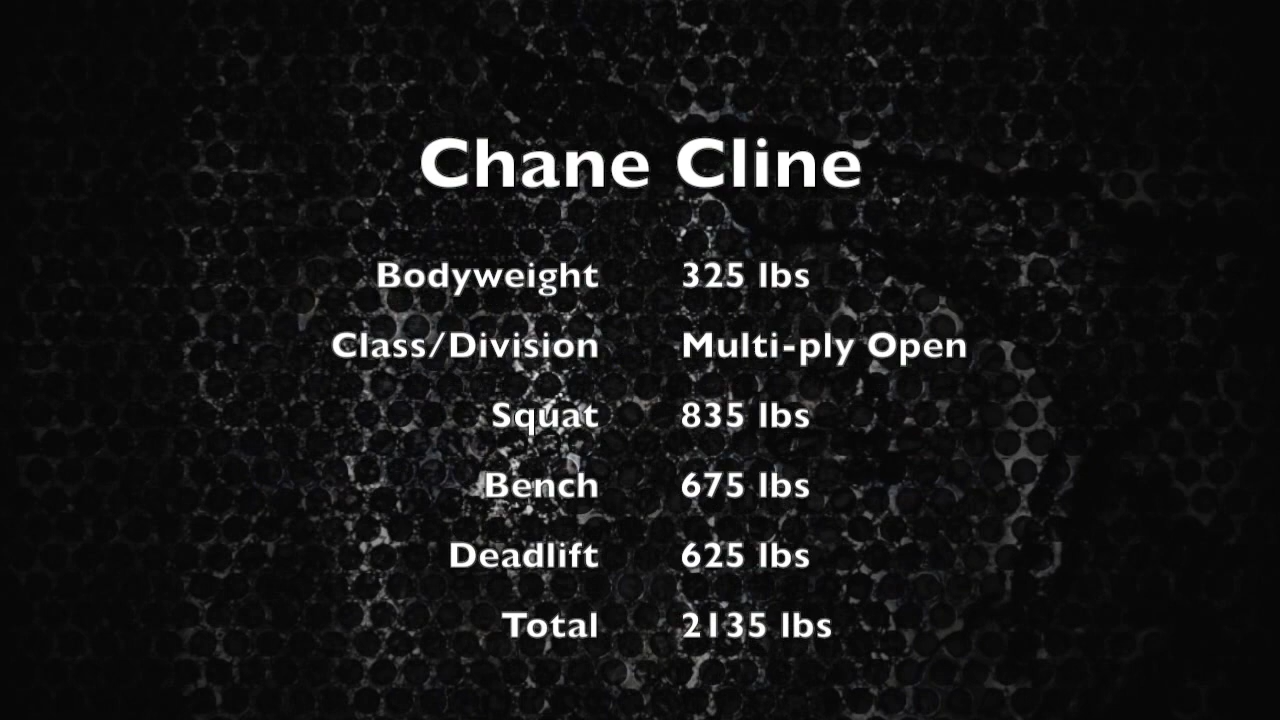 Chane Cline
Bodyweight 325 lbs
Class/Division Multi-ply Open
Squat 835 lbs
Bench 675 lbs
Deadlift 625 lbs
Total 2135 lbs